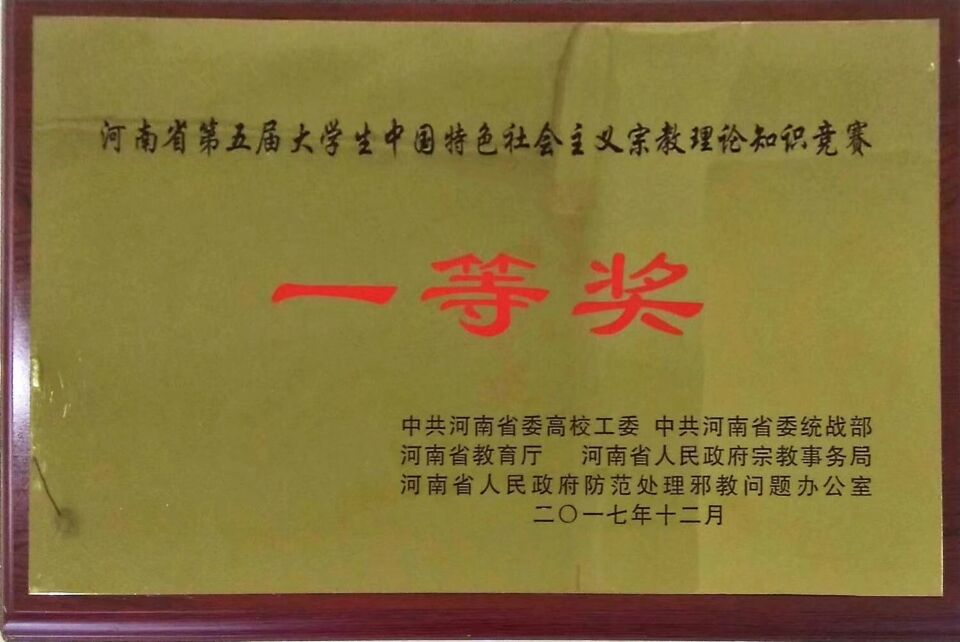 河南省第五届大学生中国特色社会主义宗教理论知识竞赛
一等奖
中共河南省委高校工委 中共河南省委统战部
河南省教育厅 河南省人民政府宗教事务局
河南省人民政府防范处理邪教问题办公室
二〇一七年十二月